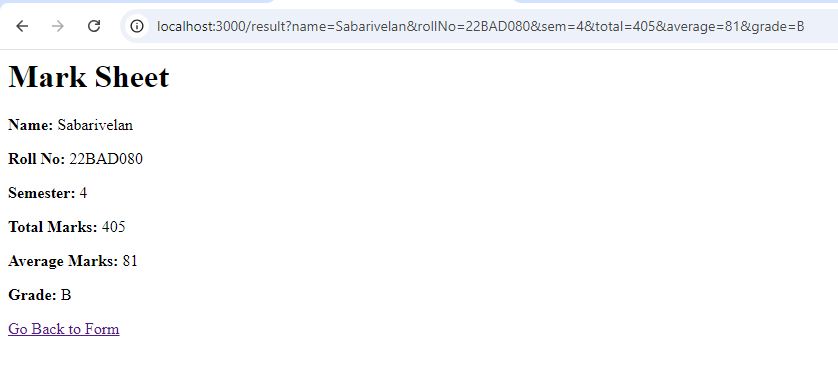 localhost:3000/result?name=Sabarivelan&rollNo=22BAD080&sem=4&total=405&average=81&grade=B
Mark Sheet
Name: Sabarivelan
Roll No: 22BAD080
Semester: 4
Total Marks: 405
Average Marks: 81
Grade: B
Go Back to Form